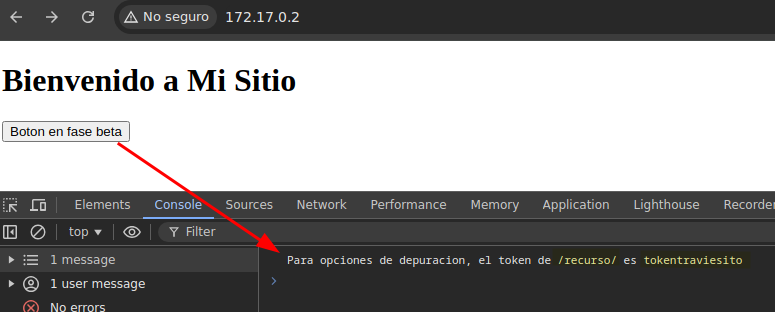 No seguro 172.17.0.2
Bienvenido a Mi Sitio
Boton en fase beta
Elements Console Sources Network Performance Memory Application Lighthouse Recorder
top Filter
1 message
Para opciones de depuracion, el token de /recurso/ es tokentraviesito
1 user message
No errors